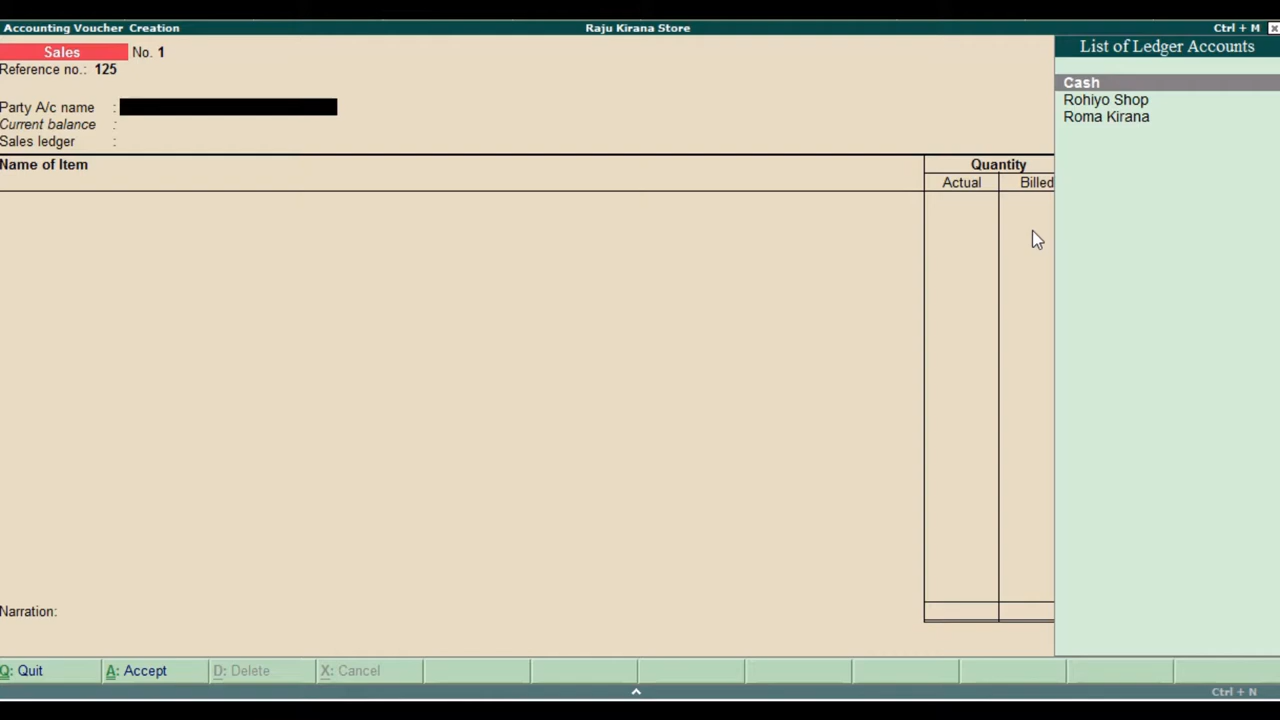 Accounting Voucher Creation Raju Kirana Store Ctrl + M x
Sales No. 1
Reference no.: 125
Party A/c name :
Current balance :
Sales ledger :
Name of Item Quantity
Actual Billed
Narration:
List of Ledger Accounts
Cash
Rohiyo Shop
Roma Kirana
Q: Quit A: Accept D: Delete X: Cancel
Ctrl + N